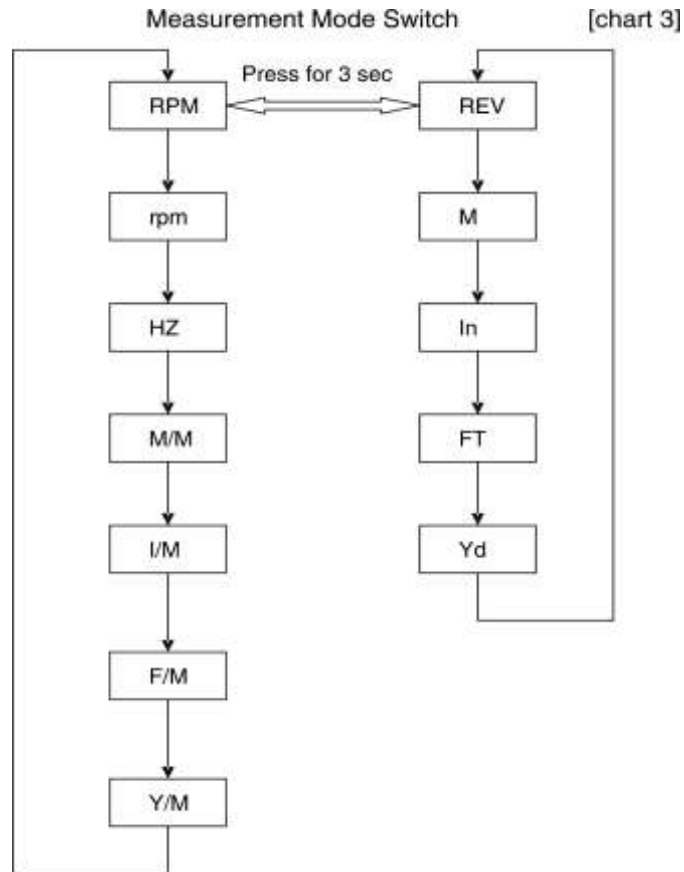 Measurement Mode Switch [chart 3]
Press for 3 sec
RPM
REV
rpm
M
HZ
In
M/M
FT
I/M
Yd
F/M
Y/M